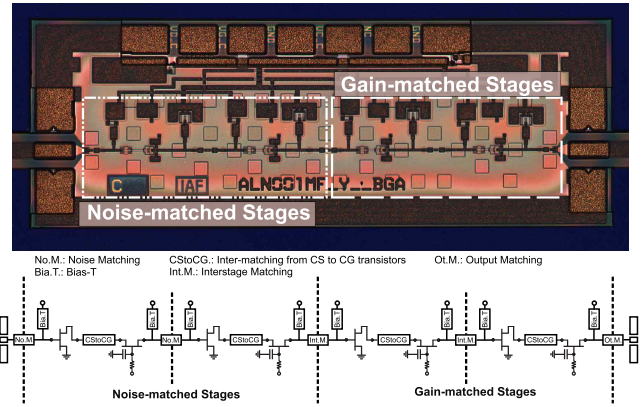 GND
Gain-matched Stages
C
IAF
Noise-matched Stages
No.M.: Noise Matching
CStoCG.: Inter-matching from CS to CG transistors
Ot.M.: Output Matching
Bia.T.: Bias-T
Int.M.: Interstage Matching
Bia.T
Bia.T
Bia.T
Bia.T
Bia.T
Bia.T
Bia.T
Bia.T
No.M
CStoCG
No.M
CStoCG
Int.M
CStoCG
Int.M
CStoCG
Ot.M
Noise-matched Stages
Gain-matched Stages